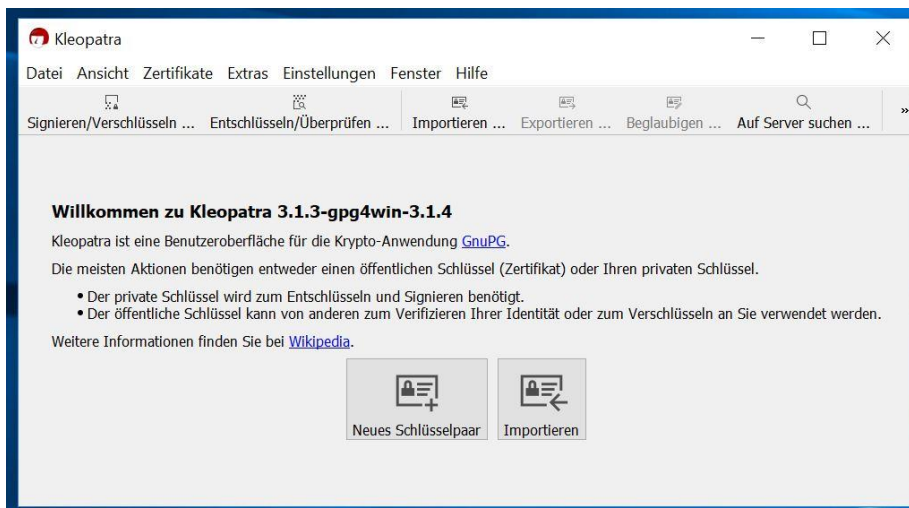 Kleopatra
Datei Ansicht Zertifikate Extras Einstellungen Fenster Hilfe
Signieren/Verschlüsseln ... Entschlüsseln/Überprüfen ... Importieren ... Exportieren ... Beglaubigen ... Auf Server suchen ... »
Willkommen zu Kleopatra 3.1.3-gpg4win-3.1.4
Kleopatra ist eine Benutzeroberfläche für die Krypto-Anwendung GnuPG.
Die meisten Aktionen benötigen entweder einen öffentlichen Schlüssel (Zertifikat) oder Ihren privaten Schlüssel.
• Der private Schlüssel wird zum Entschlüsseln und Signieren benötigt.
• Der öffentliche Schlüssel kann von anderen zum Verifizieren Ihrer Identität oder zum Verschlüsseln an Sie verwendet werden.
Weitere Informationen finden Sie bei Wikipedia.
Neues Schlüsselpaar Importieren